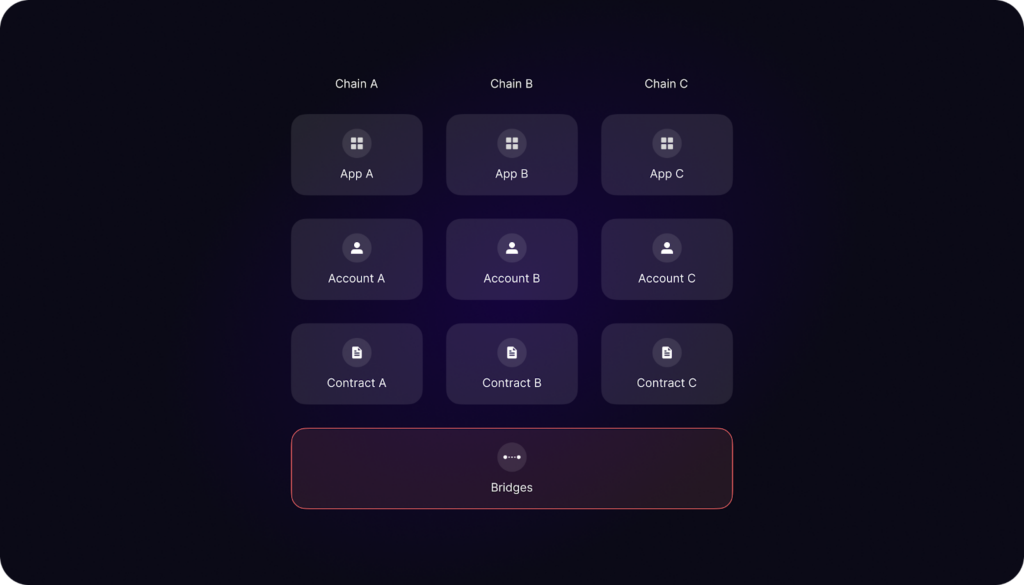 Chain A
Chain B
Chain C
App A
App B
App C
Account A
Account B
Account C
Contract A
Contract B
Contract C
Bridges